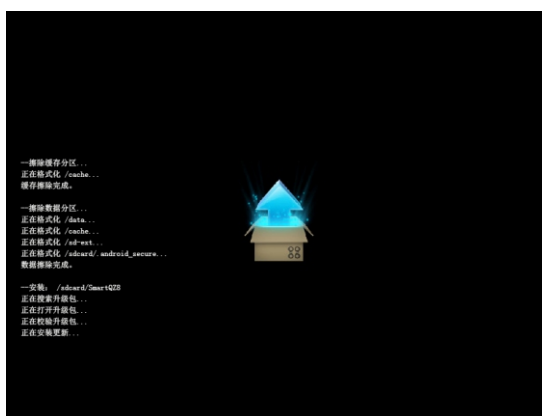 --擦除缓存分区...
正在格式化 /cache...
缓存擦除完成。
--擦除数据分区...
正在格式化 /data...
正在格式化 /cache...
正在格式化 /sd-ext...
正在格式化 /sdcard/.android_secure...
数据擦除完成。
--安装: /sdcard/SmartQZ8
正在搜索升级包...
正在打开升级包...
正在校验升级包...
正在安装更新...